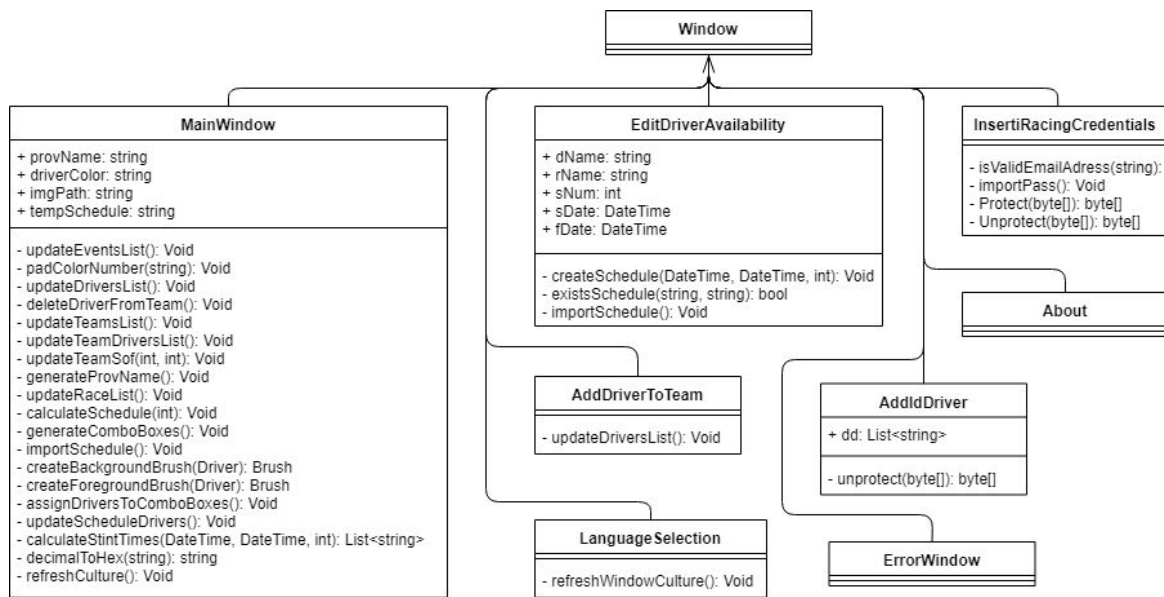 Window
MainWindow
+ provName: string
+ driverColor: string
+ imgPath: string
+ tempSchedule: string
- updateEventsList(): Void
- padColorNumber(string): Void
- updateDriversList(): Void
- deleteDriverFromTeam(): Void
- updateTeamsList(): Void
- updateTeamDriversList(): Void
- updateTeamSof(int, int): Void
- generateProvName(): Void
- updateRaceList(): Void
- calculateSchedule(int): Void
- generateComboBoxes(): Void
- importSchedule(): Void
- createBackgroundBrush(Driver): Brush
- createForegroundBrush(Driver): Brush
- assignDriversToComboBoxes(): Void
- updateScheduleDrivers(): Void
- calculateStintTimes(DateTime, DateTime, int): List<string>
- decimalToHex(string): string
- refreshCulture(): Void
EditDriverAvailability
+ dName: string
+ rName: string
+ sNum: int
+ sDate: DateTime
+ fDate: DateTime
- createSchedule(DateTime, DateTime, int): Void
- existsSchedule(string, string): bool
- importSchedule(): Void
InsertiRacingCredentials
- isValidEmailAdress(string):
- importPass(): Void
- Protect(byte[]): byte[]
- Unprotect(byte[]): byte[]
About
AddDriverToTeam
- updateDriversList(): Void
AddIdDriver
+ dd: List<string>
- unprotect(byte[]): byte[]
LanguageSelection
- refreshWindowCulture(): Void
ErrorWindow